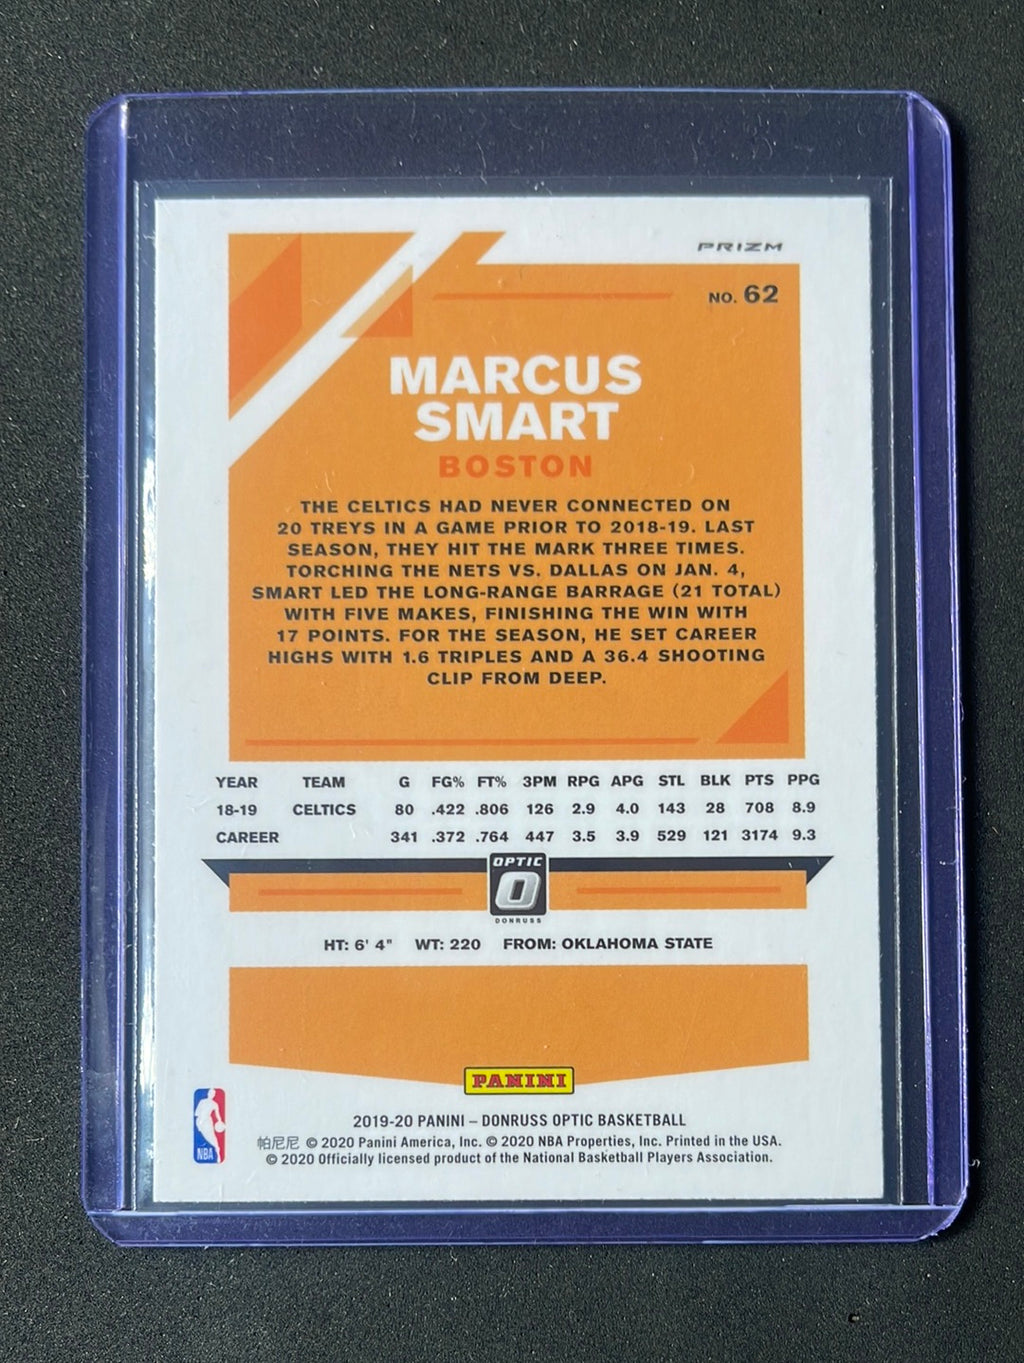 PRIZM
NO. 62
MARCUS
SMART
BOSTON
THE CELTICS HAD NEVER CONNECTED ON
20 TREYS IN A GAME PRIOR TO 2018-19. LAST
SEASON, THEY HIT THE MARK THREE TIMES.
TORCHING THE NETS VS. DALLAS ON JAN. 4,
SMART LED THE LONG-RANGE BARRAGE (21 TOTAL)
WITH FIVE MAKES, FINISHING THE WIN WITH
17 POINTS. FOR THE SEASON, HE SET CAREER
HIGHS WITH 1.6 TRIPLES AND A 36.4 SHOOTING
CLIP FROM DEEP.
YEAR TEAM G FG% FT% 3PM RPG APG STL BLK PTS PPG
18-19 CELTICS 80 .422 .806 126 2.9 4.0 143 28 708 8.9
CAREER 341 .372 .764 447 3.5 3.9 529 121 3174 9.3
OPTIC
O
DONRUSS
HT: 6' 4" WT: 220 FROM: OKLAHOMA STATE
PANINI
NBA
2019-20 PANINI – DONRUSS OPTIC BASKETBALL
帕尼尼 © 2020 Panini America, Inc. © 2020 NBA Properties, Inc. Printed in the USA.
© 2020 Officially licensed product of the National Basketball Players Association.